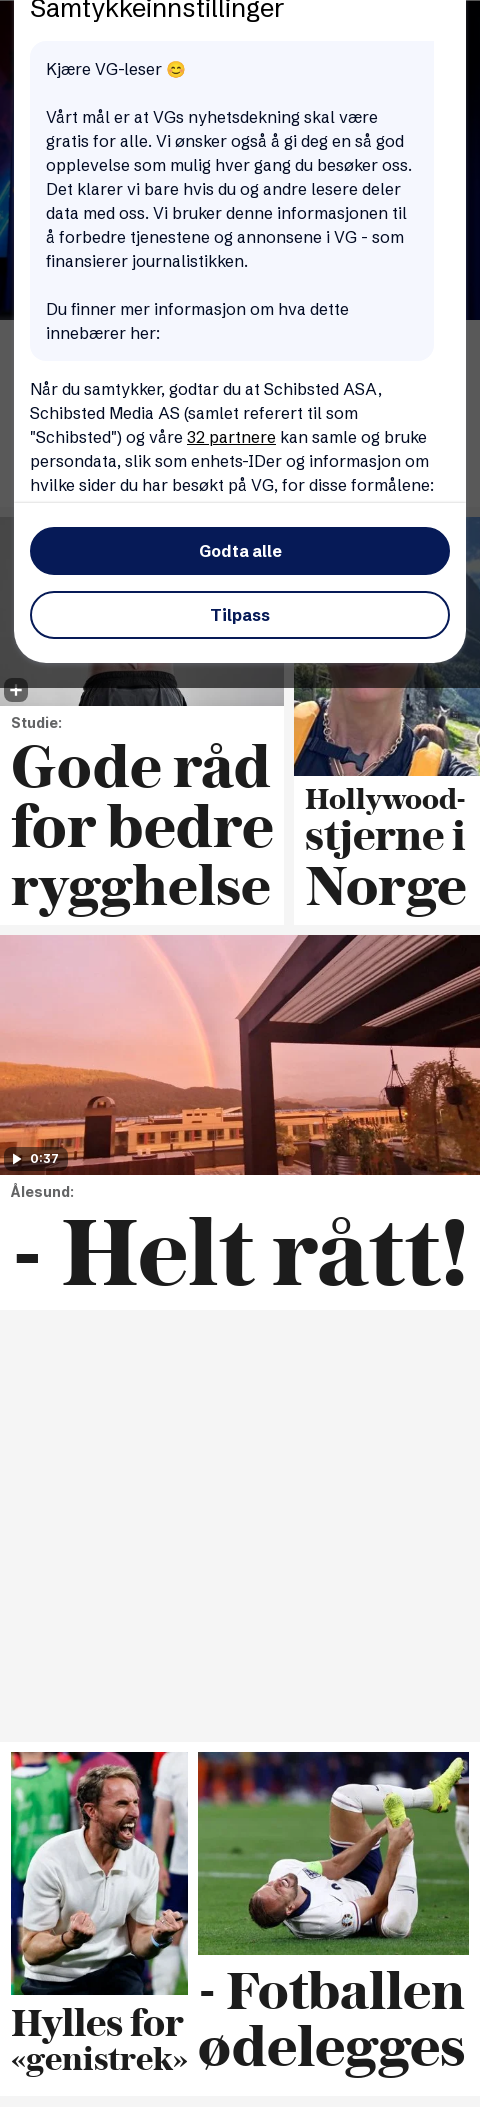 Samtykkeinnstillinger
Kjære VG-leser 😊
Vårt mål er at VGs nyhetsdekning skal være
gratis for alle. Vi ønsker også å gi deg en så god
opplevelse som mulig hver gang du besøker oss.
Det klarer vi bare hvis du og andre lesere deler
data med oss. Vi bruker denne informasjonen til
å forbedre tjenestene og annonsene i VG - som
finansierer journalistikken.
Du finner mer informasjon om hva dette
innebærer her:
Når du samtykker, godtar du at Schibsted ASA,
Schibsted Media AS (samlet referert til som
"Schibsted") og våre 32 partnere kan samle og bruke
persondata, slik som enhets-IDer og informasjon om
hvilke sider du har besøkt på VG, for disse formålene:
Godta alle
Tilpass
Studie:
Gode råd
for bedre
rygghelse
Hollywood-
stjerne i
Norge
0:37
Ålesund:
- Helt rått!
Hylles for
«genistrek»
- Fotballen
ødelegges